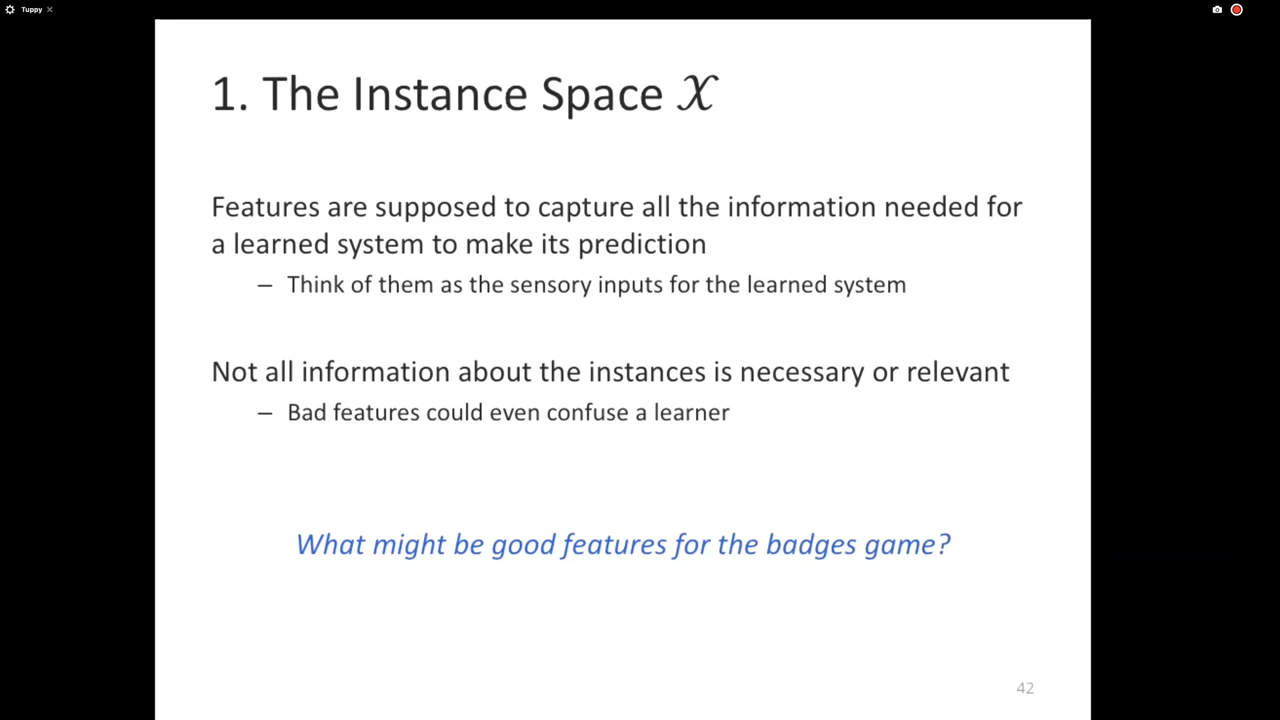 Tuppy
1. The Instance Space 𝒳
Features are supposed to capture all the information needed for
a learned system to make its prediction
– Think of them as the sensory inputs for the learned system
Not all information about the instances is necessary or relevant
– Bad features could even confuse a learner
What might be good features for the badges game?
42